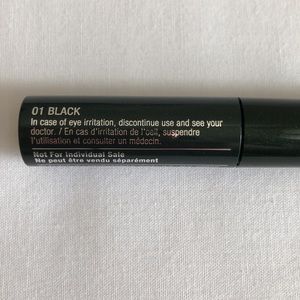 01 BLACK
In case of eye irritation, discontinue use and see your
doctor. / En cas d'irritation de l'œil, suspendre
l'utilisation et consulter un médecin.
Not For Individual Sale
Ne peut être vendu séparément